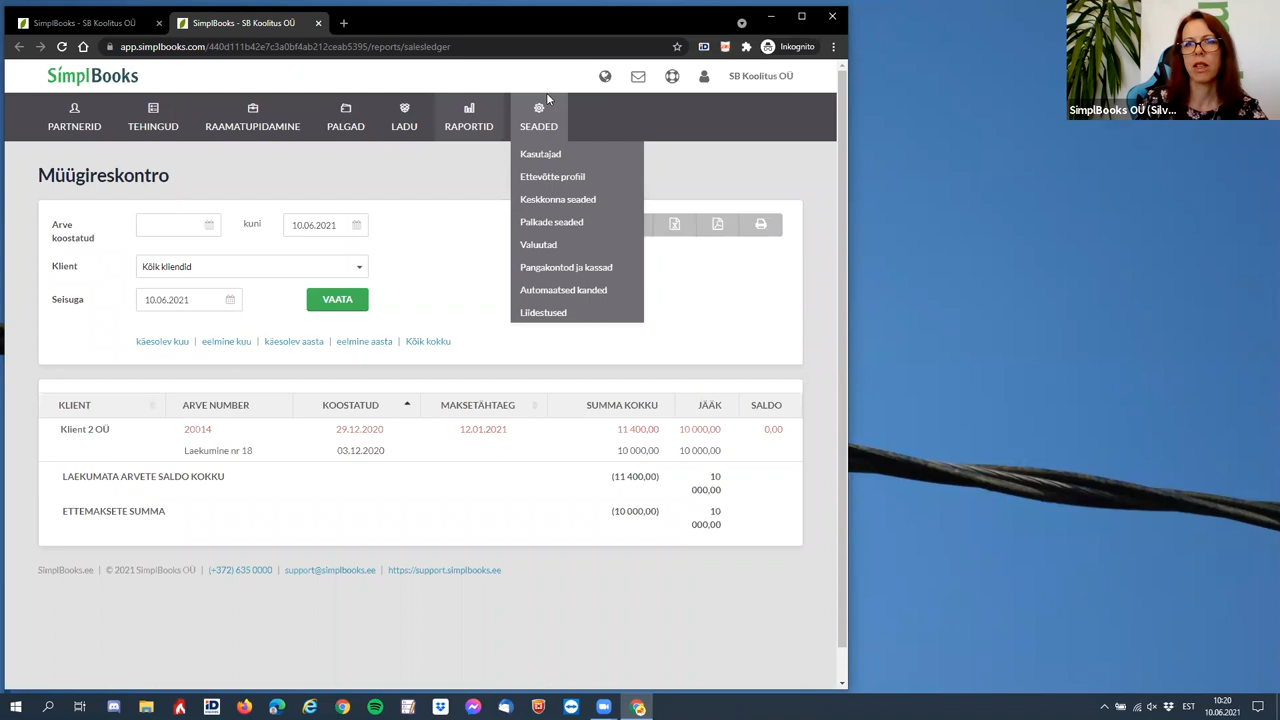 SimplBooks - SB Koolitus OÜ
SimplBooks - SB Koolitus OÜ
app.simplbooks.com/440d111b42e7c3a0bf4ab212ceab5395/reports/salesledger
Inkognito
SimplBooks
SB Koolitus OÜ
SimplBooks OÜ (Silv...
PARTNERID
TEHINGUD
RAAMATUPIDAMINE
PALGAD
LADU
RAPORTID
SEADED
Kasutajad
Ettevõtte profiil
Keskkonna seaded
Palkade seaded
Valuutad
Pangakontod ja kassad
Automaatsed kanded
Liidestused
Müügireskontro
Arve koostatud
kuni
10.06.2021
Klient
Kõik kliendid
Seisuga
10.06.2021
VAATA
käesolev kuu | eelmine kuu | käesolev aasta | eelmine aasta | Kõik kokku
KLIENT ARVE NUMBER KOOSTATUD MAKSETÄHTAEG SUMMA KOKKU JÄÄK SALDO
Klient 2 OÜ 20014 29.12.2020 12.01.2021 11 400,00 10 000,00 0,00
Laekumine nr 18 03.12.2020 10 000,00 10 000,00
LAEKUMATA ARVETE SALDO KOKKU (11 400,00) 10 000,00
ETTEMAKSETE SUMMA (10 000,00) 10 000,00
SimplBooks.ee | © 2021 SimplBooks OÜ | (+372) 635 0000 | support@simplbooks.ee | https://support.simplbooks.ee
EST
10:20
10.06.2021